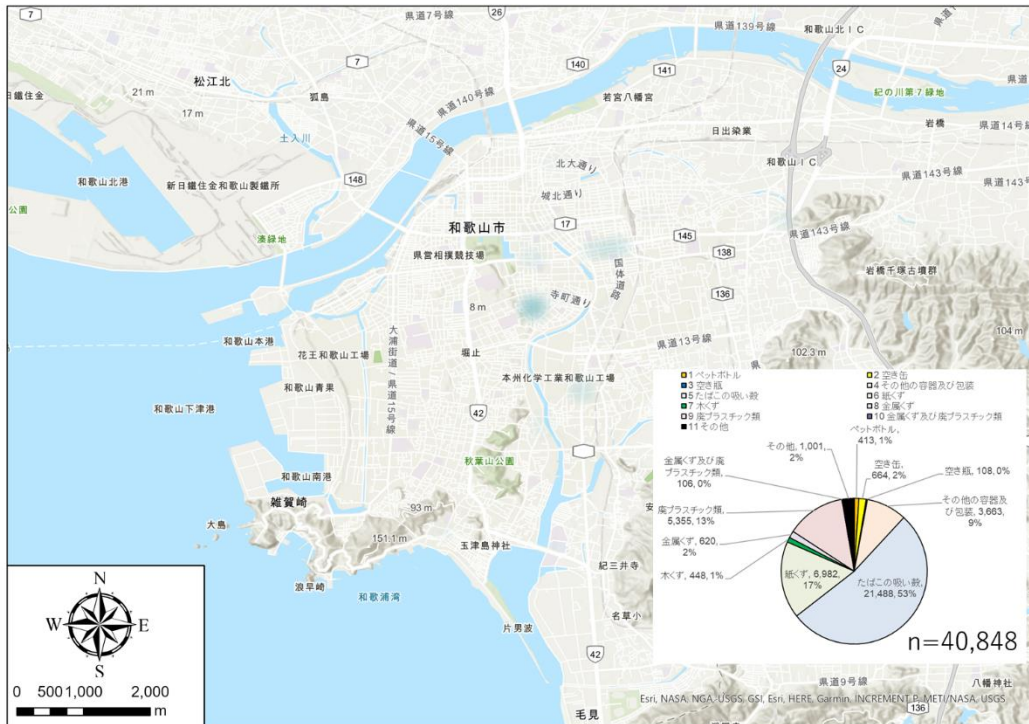 7
県道7号線
26
県道139号線
和歌山北IC
7
140
141
24
松江北
狐島
若宮八幡宮
紀の川第7緑地
日鐵住金
21 m
17 m
県道140号線
岩橋
土入川
県道15号線
日出染業
県道14号線
北大通り
和歌山IC
和歌山北港
新日鐵住金和歌山製鐵所
148
県道143号線
県道143号線
公園
城北通り
湊緑地
和歌山市
17
県道143号線
県営相撲競技場
145
138
国体道路
岩橋千塚古墳群
8 m
寺町通り
136
和歌山本港
花王和歌山工場
大浦街道 / 県道15号線
県道13号線
104 m
堀止
102.3 m
和歌山青果
本州化学工業和歌山工場
和歌山下津港
42
秋葉山公園
和歌山南港
雑賀崎
93 m
大島
151.1 m
玉津島神社
紀三井寺
浪早崎
和歌浦湾
名草小
片男波
42
県道9号線
八幡神社
毛見
136
安
1 ペットボトル
2 空き缶
3 空き瓶
4 その他の容器及び包装
5 たばこの吸い殻
6 紙くず
7 木くず
8 金属くず
9 廃プラスチック類
10 金属くず及び廃プラスチック類
11 その他
ペットボトル,
413, 1%
その他, 1,001,
2%
空き缶,
664, 2%
空き瓶, 108, 0%
金属くず及び廃
プラスチック類,
106, 0%
その他の容器及
び包装, 3,663,
9%
廃プラスチック類,
5,355, 13%
金属くず, 620,
2%
木くず, 448, 1%
紙くず, 6,982,
17%
たばこの吸い殻,
21,488, 53%
n=40,848
N
W
E
S
0 500 1,000 2,000
m
Esri, NASA, NGA, USGS, GSI, Esri, HERE, Garmin, INCREMENT P, METI/NASA, USGS